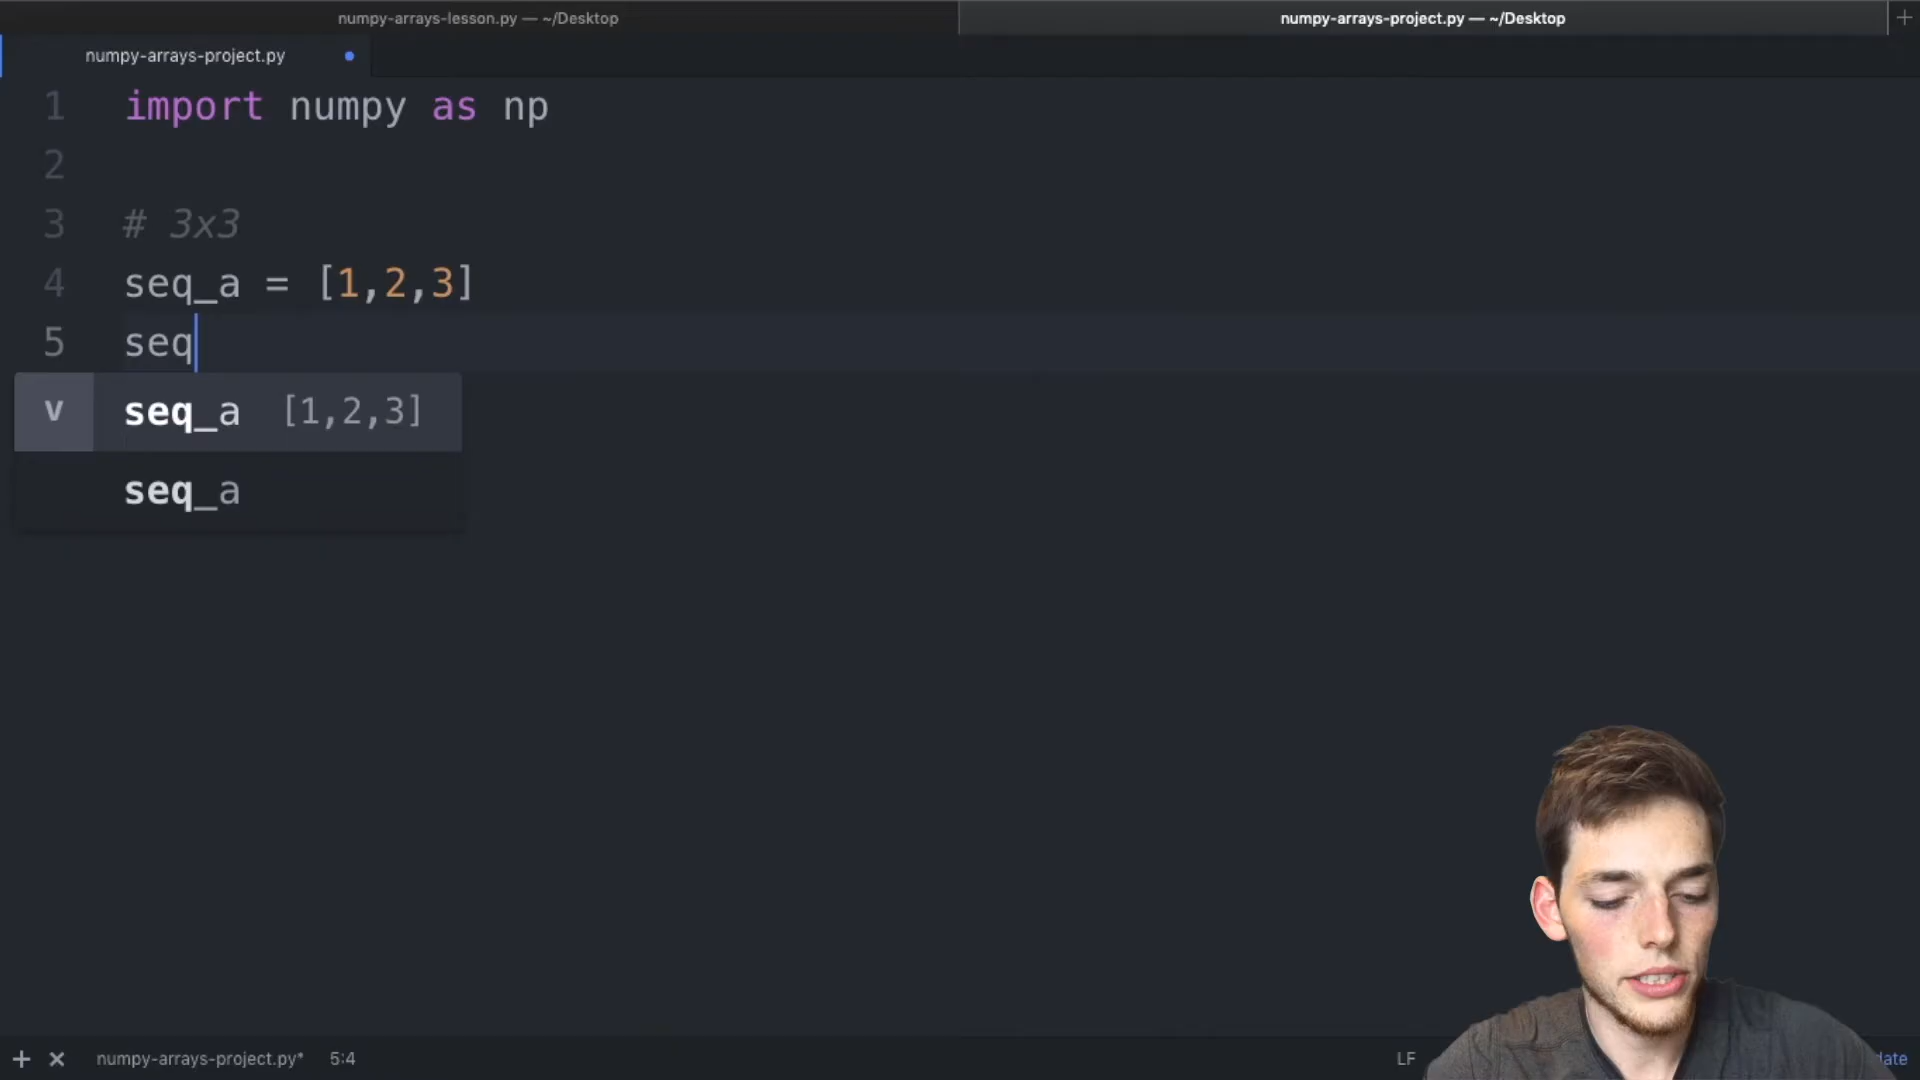 numpy-arrays-lesson.py — ~/Desktop
numpy-arrays-project.py — ~/Desktop
numpy-arrays-project.py
1 import numpy as np
2
3 # 3x3
4 seq_a = [1,2,3]
5 seq
v seq_a [1,2,3]
seq_a
numpy-arrays-project.py* 5:4
LF